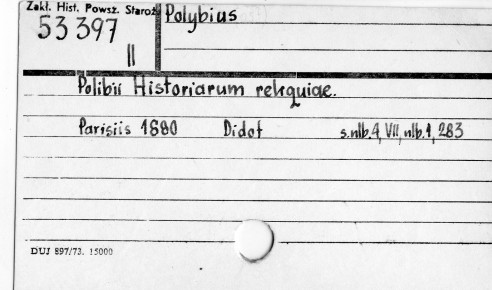 Zakł. Hist. Powsz. Staroż
Polybius
53397
II
Polibii Historiarum reliquiae.
Parisiis 1880 Didot s.nlb.4, VII, nlb.1, 283
DUJ 897/73. 15000